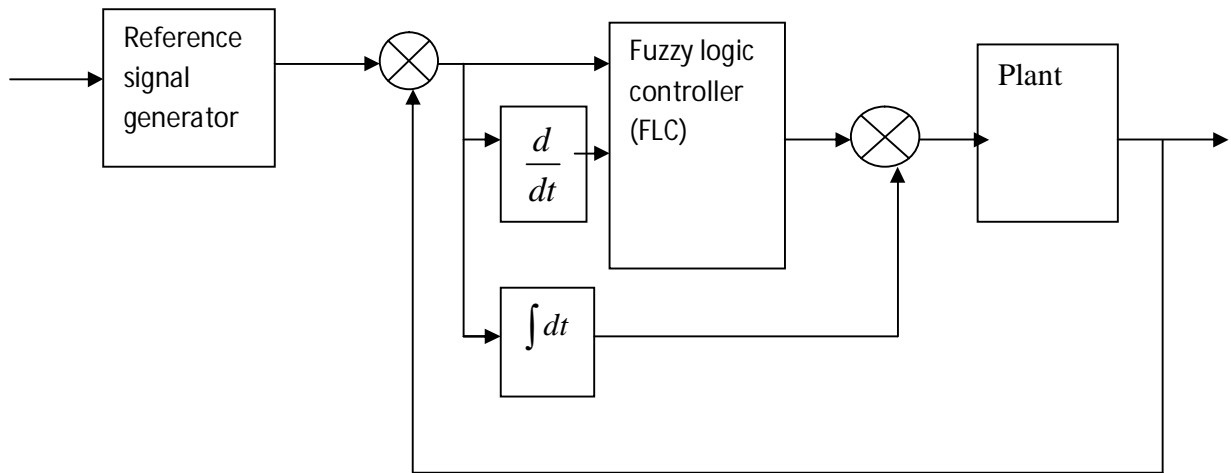 Reference
signal
generator
Fuzzy logic
controller
(FLC)
Plant
d
dt
∫dt